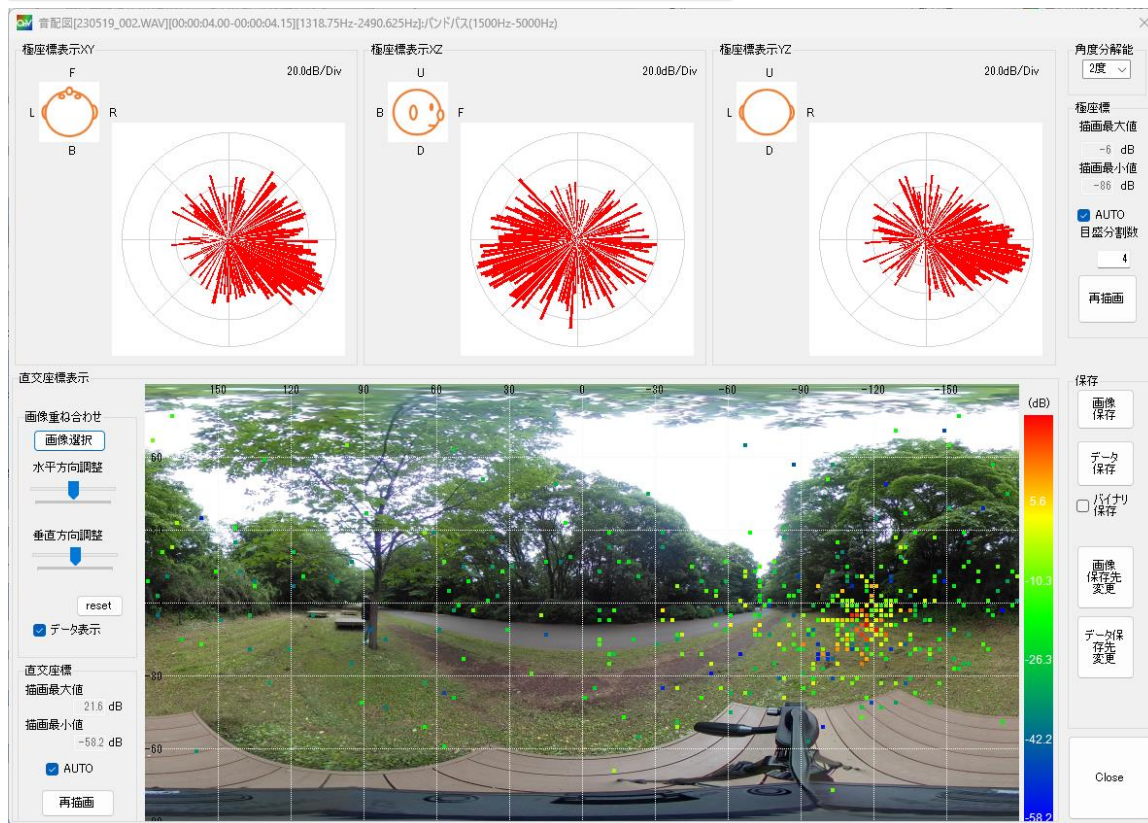 音配図[230519_002.WAV][00:00:04.00-00:00:04.15][1318.75Hz-2490.625Hz]:バンドパス(1500Hz-5000Hz)
極座標表示XY
F
L
R
B
20.0dB/Div
極座標表示XZ
U
B
F
D
20.0dB/Div
極座標表示YZ
U
L
R
D
20.0dB/Div
角度分解能
2度
極座標
描画最大値
-6 dB
描画最小値
-86 dB
AUTO
目盛分割数
4
再描画
直交座標表示
画像重ね合わせ
画像選択
水平方向調整
垂直方向調整
reset
データ表示
直交座標
描画最大値
21.6 dB
描画最小値
-58.2 dB
AUTO
再描画
150 120 90 60 30 0 -30 -60 -90 -120 -150
60
-30
-60
(dB)
5.6
-10.3
-26.3
-42.2
-58.2
保存
画像
保存
データ
保存
バイナリ
保存
画像
保存先
変更
データ保
存先
変更
Close